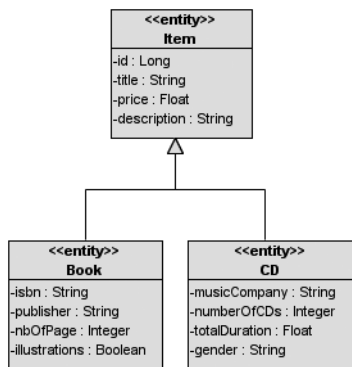 <<entity>>
Item
-id : Long
-title : String
-price : Float
-description : String
<<entity>>
Book
-isbn : String
-publisher : String
-nbOfPage : Integer
-illustrations : Boolean
<<entity>>
CD
-musicCompany : String
-numberOfCDs : Integer
-totalDuration : Float
-gender : String